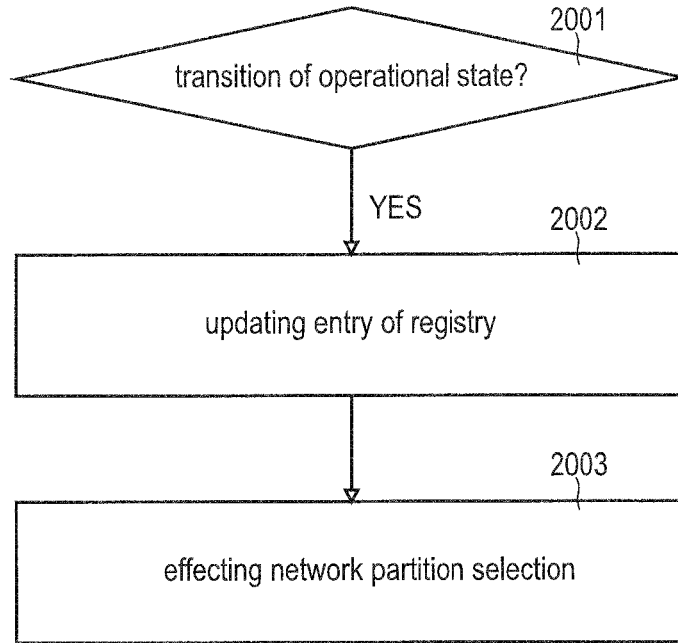 2001
transition of operational state?
YES
2002
updating entry of registry
2003
effecting network partition selection